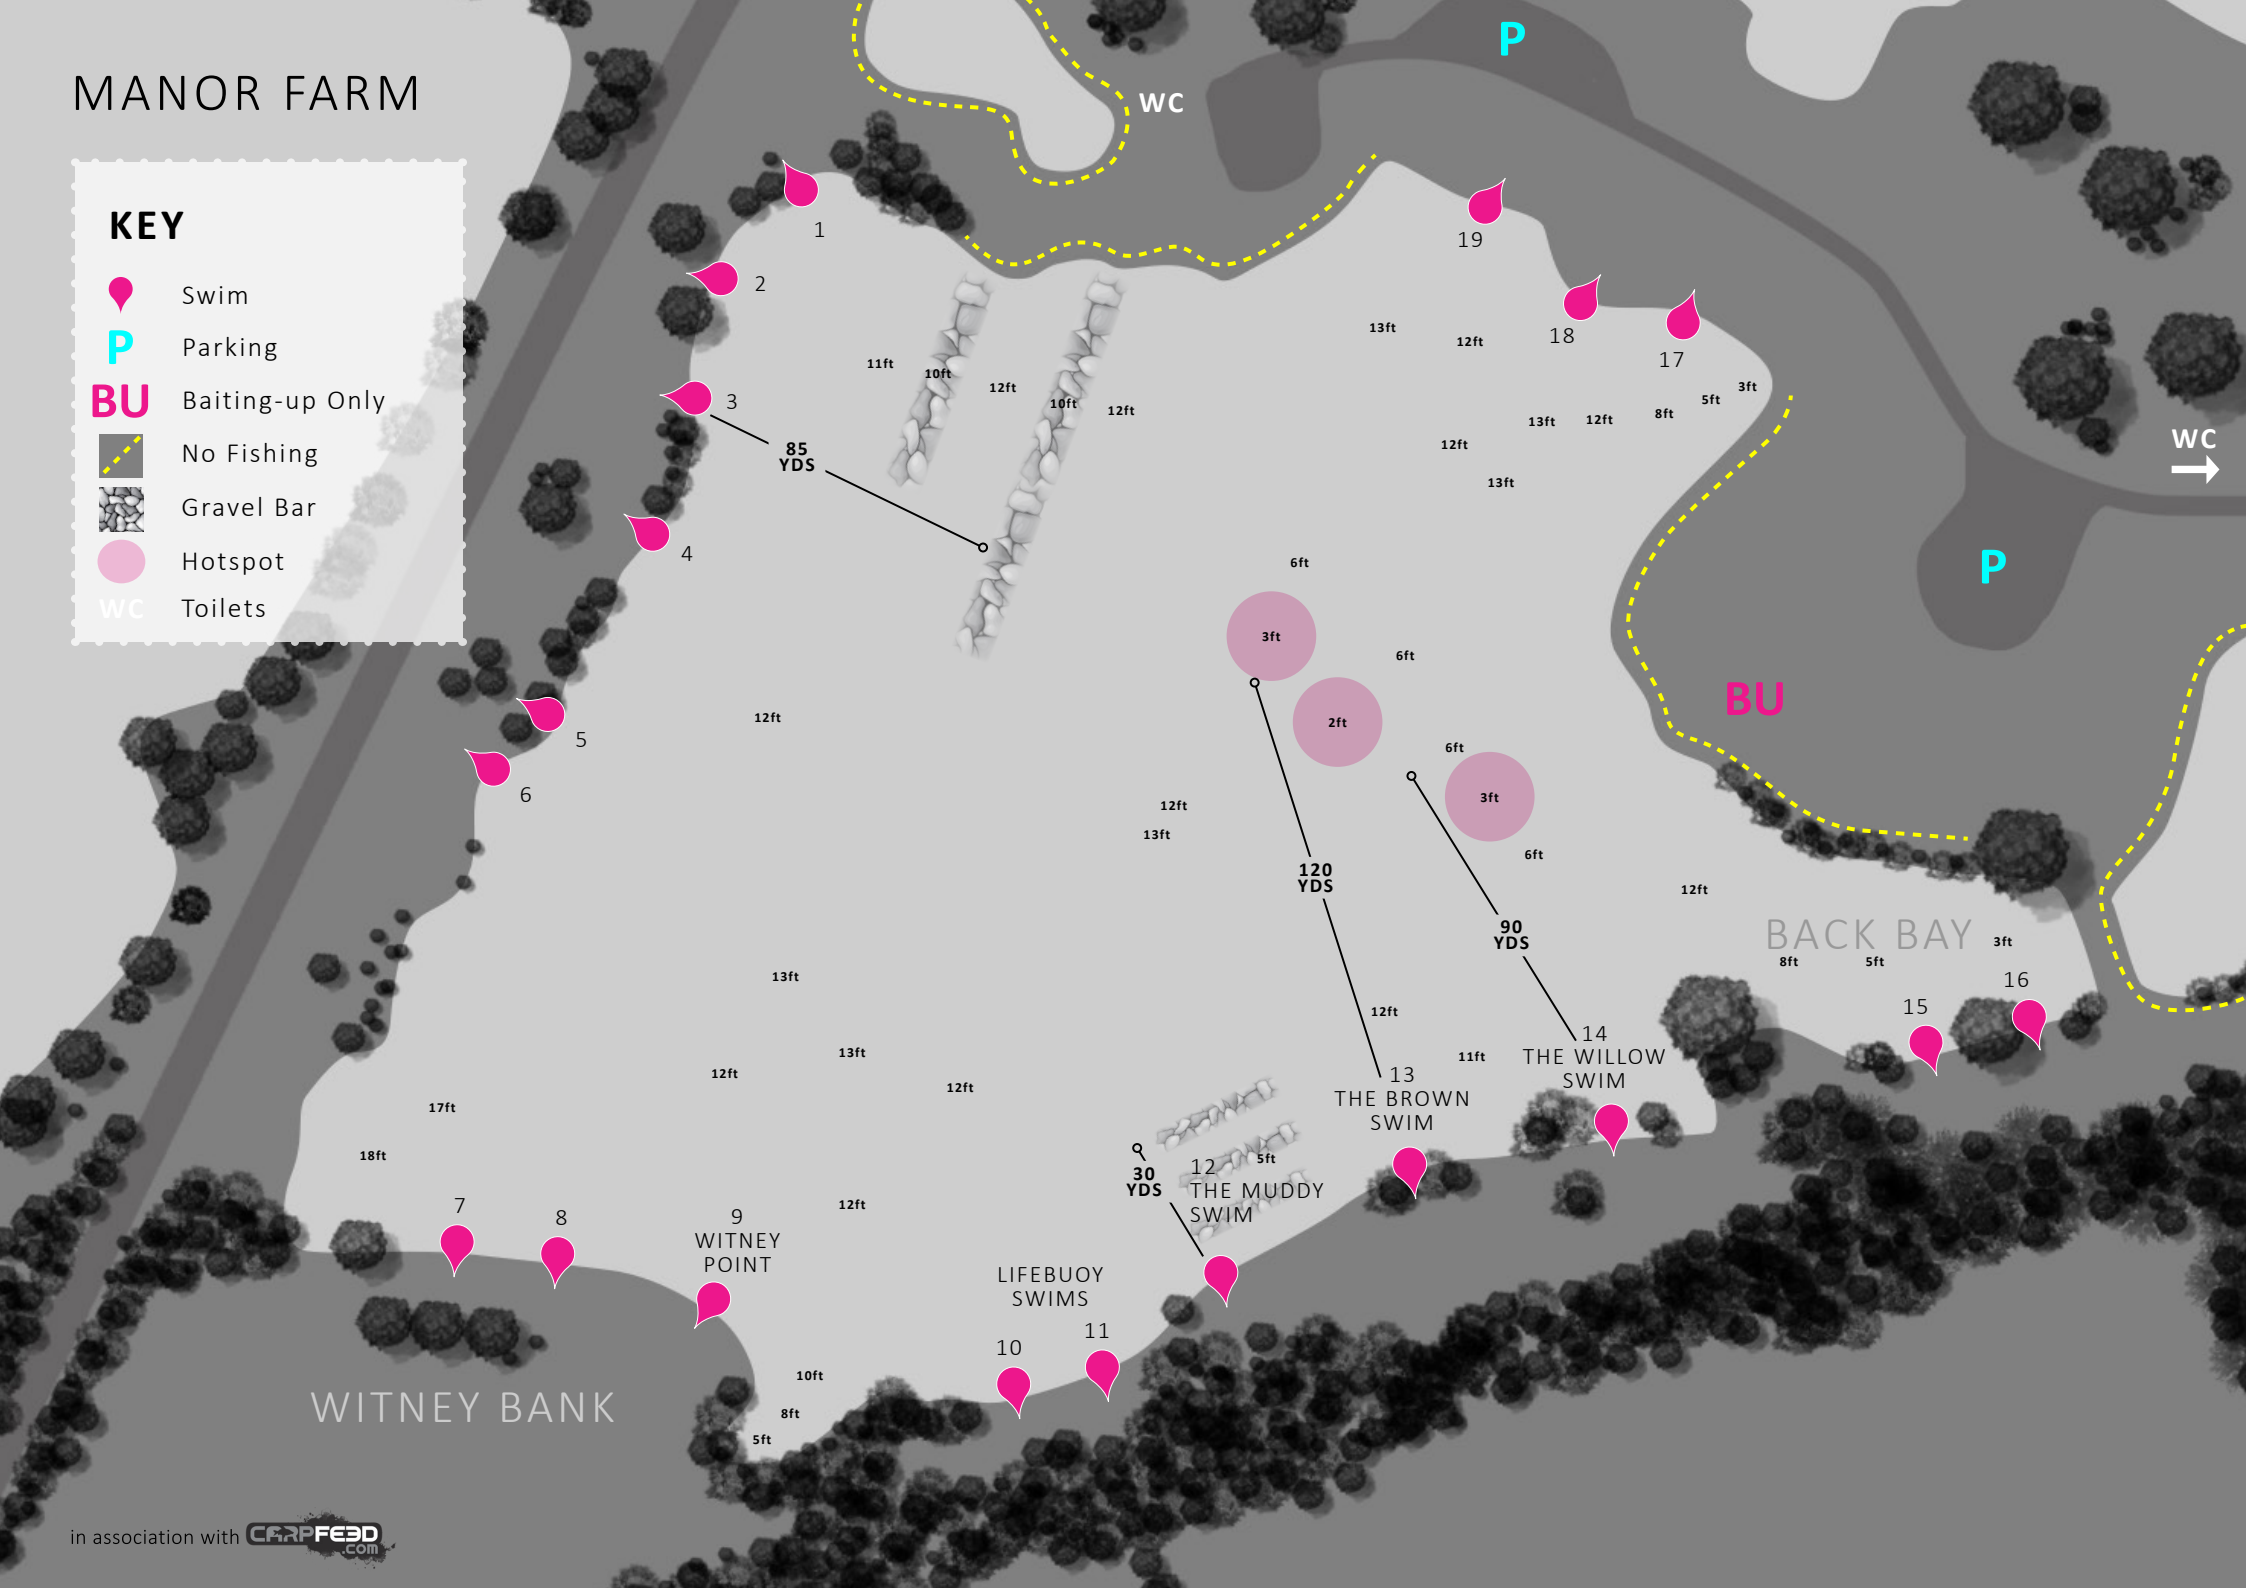 MANOR FARM
KEY
Swim
P Parking
BU Baiting-up Only
No Fishing
Gravel Bar
Hotspot
WC Toilets
P
WC
1
2
3
4
5
6
19
18
17
13ft
12ft
11ft
10ft
12ft
10ft
12ft
3ft
5ft
8ft
12ft
13ft
12ft
13ft
WC
85
YDS
P
6ft
3ft
6ft
BU
2ft
12ft
6ft
3ft
12ft
13ft
6ft
120
YDS
12ft
90
YDS
BACK BAY
3ft
8ft
5ft
16
15
13ft
12ft
14
THE WILLOW
SWIM
13ft
11ft
12ft
12ft
13
THE BROWN
SWIM
17ft
18ft
5ft
30
YDS
12
THE MUDDY
SWIM
12ft
7
8
9
WITNEY
POINT
LIFEBUOY
SWIMS
10
11
10ft
8ft
5ft
WITNEY BANK
in association with CARPFEED
.COM